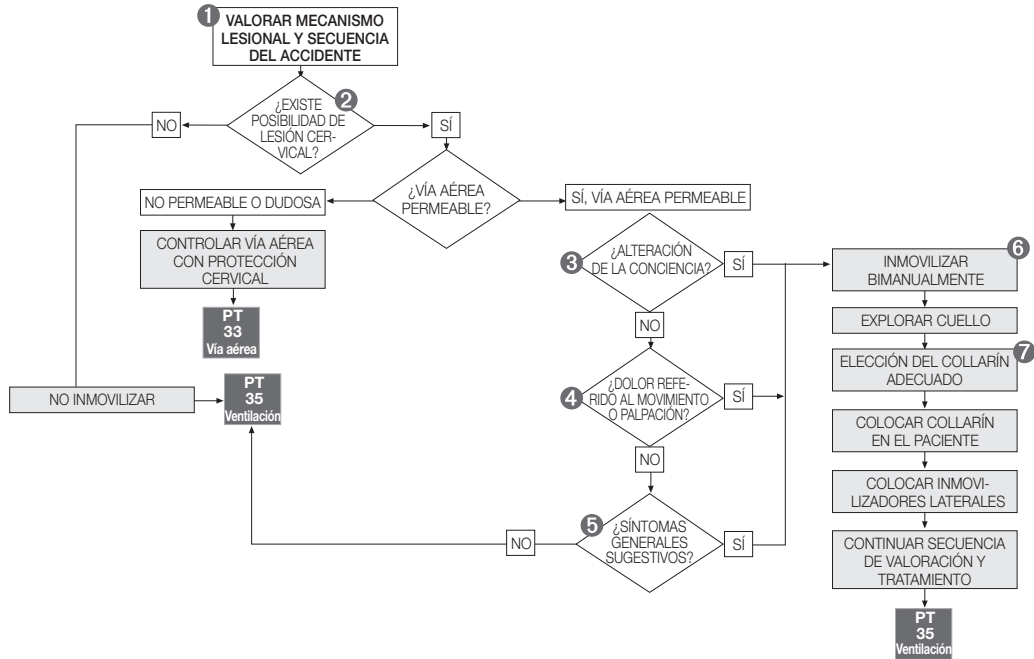 1
VALORAR MECANISMO
LESIONAL Y SECUENCIA
DEL ACCIDENTE
2
¿EXISTE
POSIBILIDAD DE
LESIÓN CER-
VICAL?
NO
SÍ
¿VÍA AÉREA
PERMEABLE?
NO PERMEABLE O DUDOSA
SÍ, VÍA AÉREA PERMEABLE
CONTROLAR VÍA AÉREA
CON PROTECCIÓN
CERVICAL
PT
33
Vía aérea
NO INMOVILIZAR
PT
35
Ventilación
3
¿ALTERACIÓN
DE LA CONCIENCIA?
SÍ
NO
4
¿DOLOR REFE-
RIDO AL MOVIMIENTO
O PALPACIÓN?
SÍ
NO
5
¿SÍNTOMAS
GENERALES
SUGESTIVOS?
NO
SÍ
6
INMOVILIZAR
BIMANUALMENTE
EXPLORAR CUELLO
7
ELECCIÓN DEL COLLARÍN
ADECUADO
COLOCAR COLLARÍN
EN EL PACIENTE
COLOCAR INMOVI-
LIZADORES LATERALES
CONTINUAR SECUENCIA
DE VALORACIÓN Y
TRATAMIENTO
PT
35
Ventilación